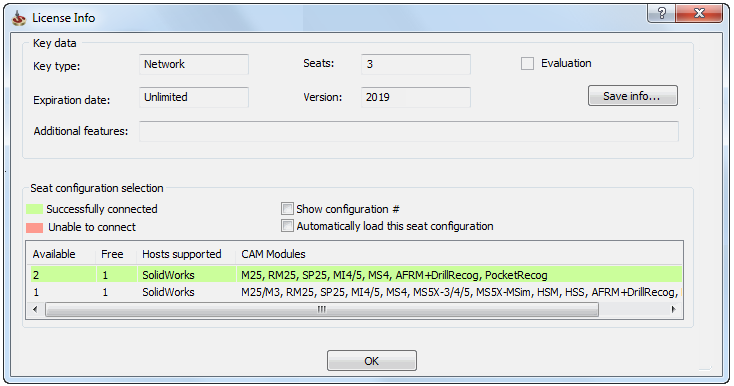 License Info
Key data
Key type: Network Seats: 3 Evaluation
Expiration date: Unlimited Version: 2019 Save info...
Additional features:
Seat configuration selection
Successfully connected Show configuration #
Unable to connect Automatically load this seat configuration
Available Free Hosts supported CAM Modules
2 1 SolidWorks M25, RM25, SP25, MI4/5, MS4, AFRM+DrillRecog, PocketRecog
1 1 SolidWorks M25/M3, RM25, SP25, MI4/5, MS4, MS5X-3/4/5, MS5X-MSim, HSM, HSS, AFRM+DrillRecog,
OK